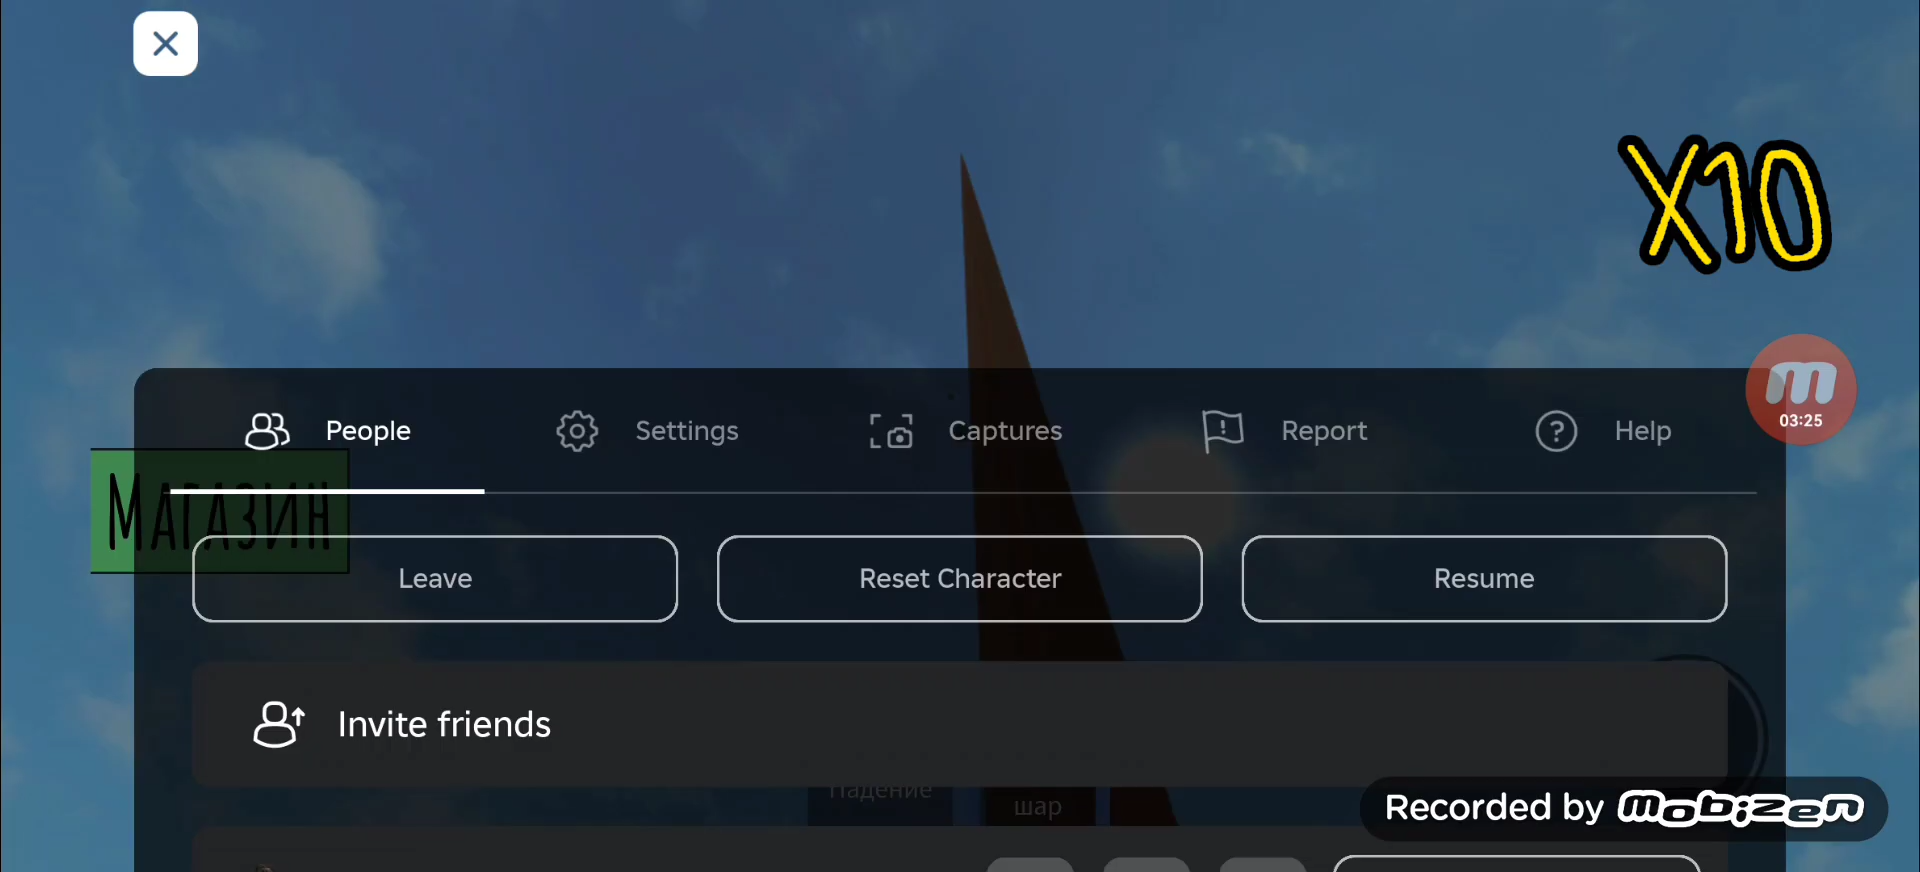 X10
03:25
People
Settings
Captures
Report
Help
Магазин
Leave
Reset Character
Resume
Invite friends
Падение
шар
Recorded by mobizen